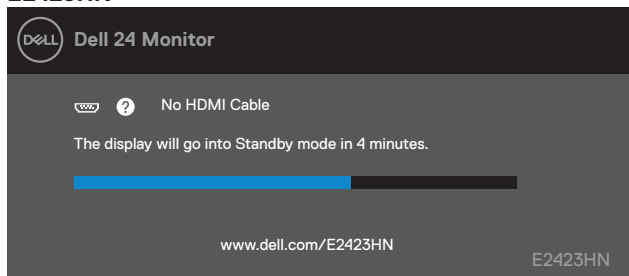 DELL Dell 24 Monitor
? No HDMI Cable
The display will go into Standby mode in 4 minutes.
www.dell.com/E2423HN
E2423HN